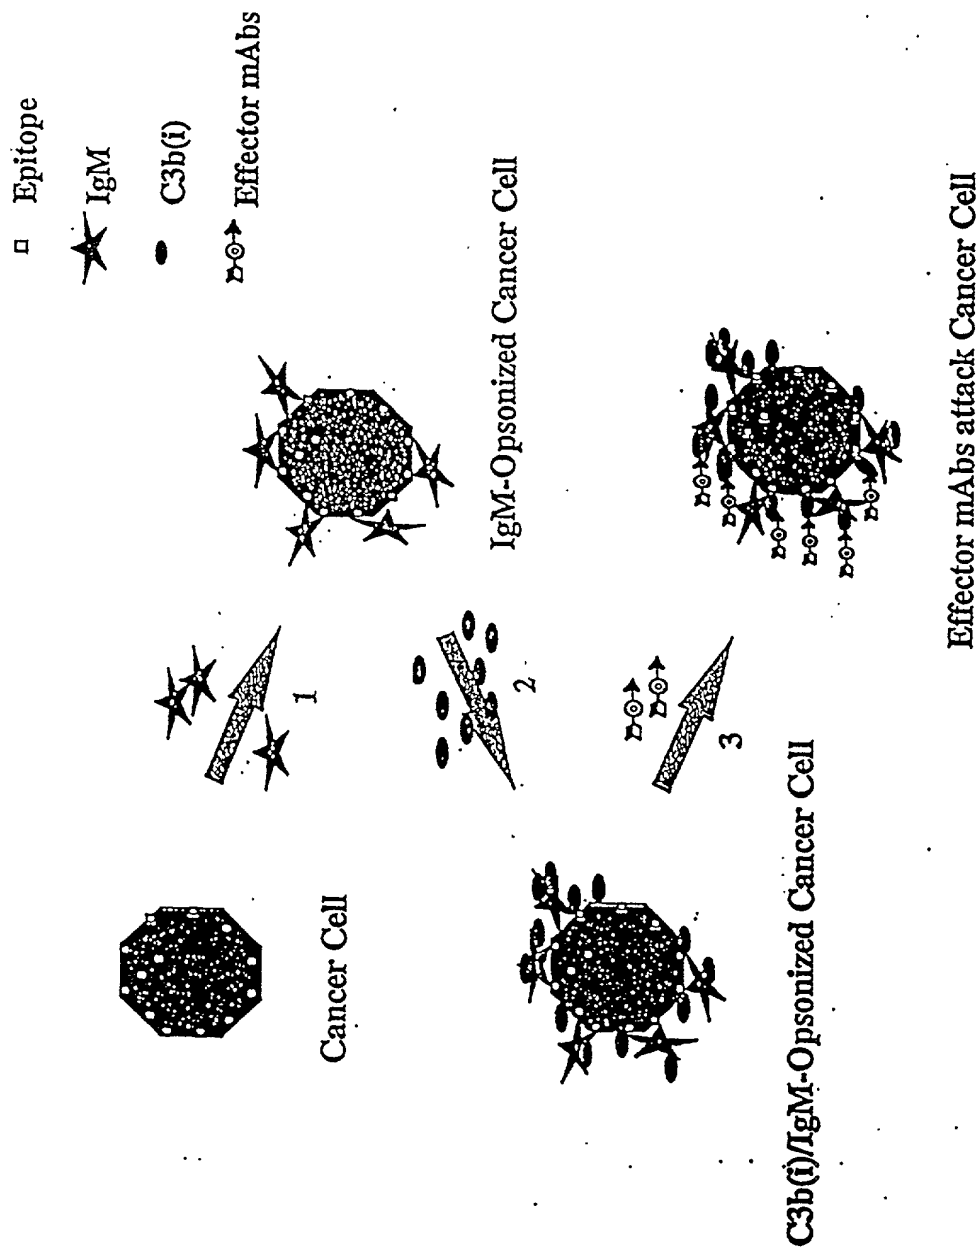 Epitope
IgM
C3b(i)
Effector mAbs
Cancer Cell
1
IgM-Opsonized Cancer Cell
2
C3b(i)/IgM-Opsonized Cancer Cell
3
Effector mAbs attack Cancer Cell